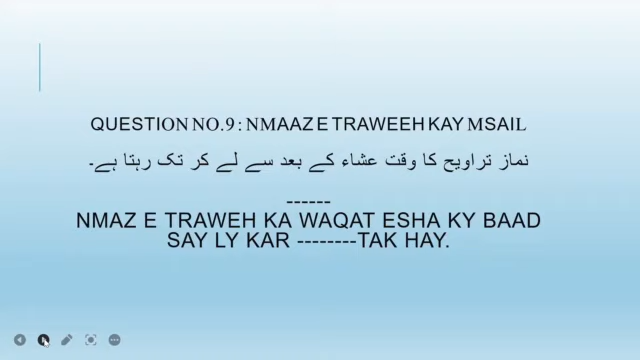 QUESTION NO.9 : NMAAZ E TRAWEEH KAY MSAIL
نماز تراویح کا وقت عشاء کے بعد سے لے کر تک رہتا ہے۔
------
NMAZ E TRAWEH KA WAQAT ESHA KY BAAD
SAY LY KAR --------TAK HAY.